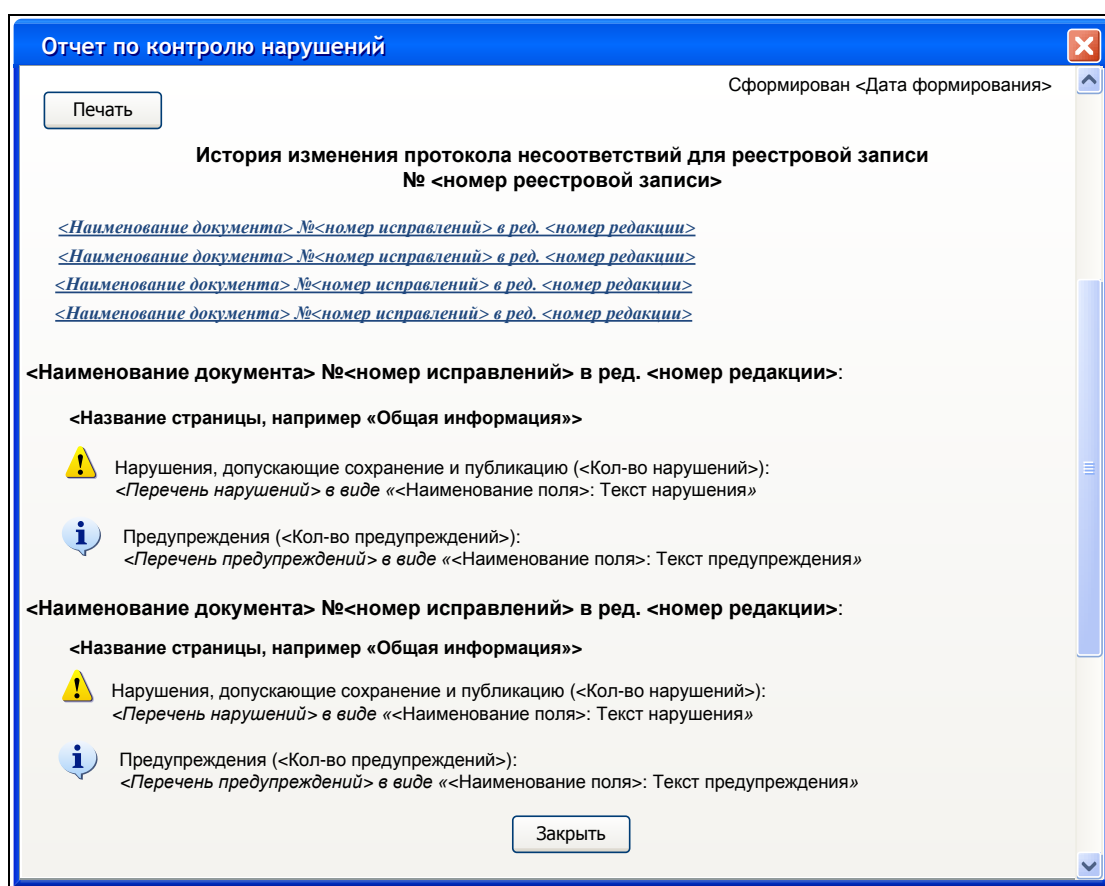 Отчет по контролю нарушений
Сформирован <Дата формирования>
Печать
История изменения протокола несоответствий для реестровой записи
№ <номер реестровой записи>
<Наименование документа> №<номер исправлений> в ред. <номер редакции>
<Наименование документа> №<номер исправлений> в ред. <номер редакции>
<Наименование документа> №<номер исправлений> в ред. <номер редакции>
<Наименование документа> №<номер исправлений> в ред. <номер редакции>
<Наименование документа> №<номер исправлений> в ред. <номер редакции>:
<Название страницы, например «Общая информация»>
Нарушения, допускающие сохранение и публикацию (<Кол-во нарушений>):
<Перечень нарушений> в виде «<Наименование поля>: Текст нарушения»
Предупреждения (<Кол-во предупреждений>):
<Перечень предупреждений> в виде «<Наименование поля>: Текст предупреждения»
<Наименование документа> №<номер исправлений> в ред. <номер редакции>:
<Название страницы, например «Общая информация»>
Нарушения, допускающие сохранение и публикацию (<Кол-во нарушений>):
<Перечень нарушений> в виде «<Наименование поля>: Текст нарушения»
Предупреждения (<Кол-во предупреждений>):
<Перечень предупреждений> в виде «<Наименование поля>: Текст предупреждения»
Закрыть